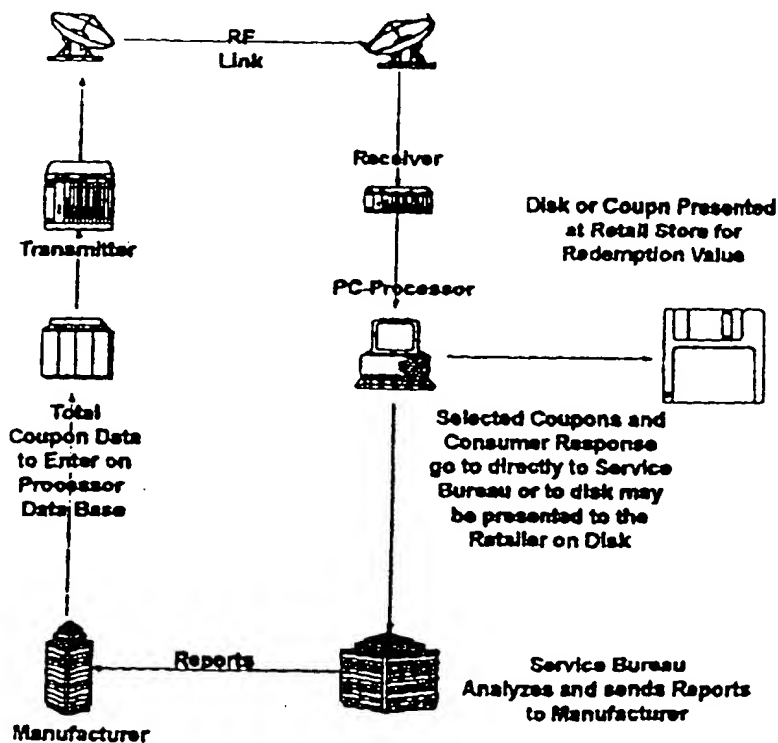 RF
Link
Receiver
Disk or Coupn Presented
at Retail Store for
Redemption Value
Transmitter
PC-Processor
Total
Coupon Data
to Enter on
Processor
Data Base
Selected Coupons and
Consumer Response
go to directly to Service
Bureau or to disk may
be presented to the
Retailer on Disk
Reports
Service Bureau
Analyzes and sends Reports
to Manufacturer
Manufacturer